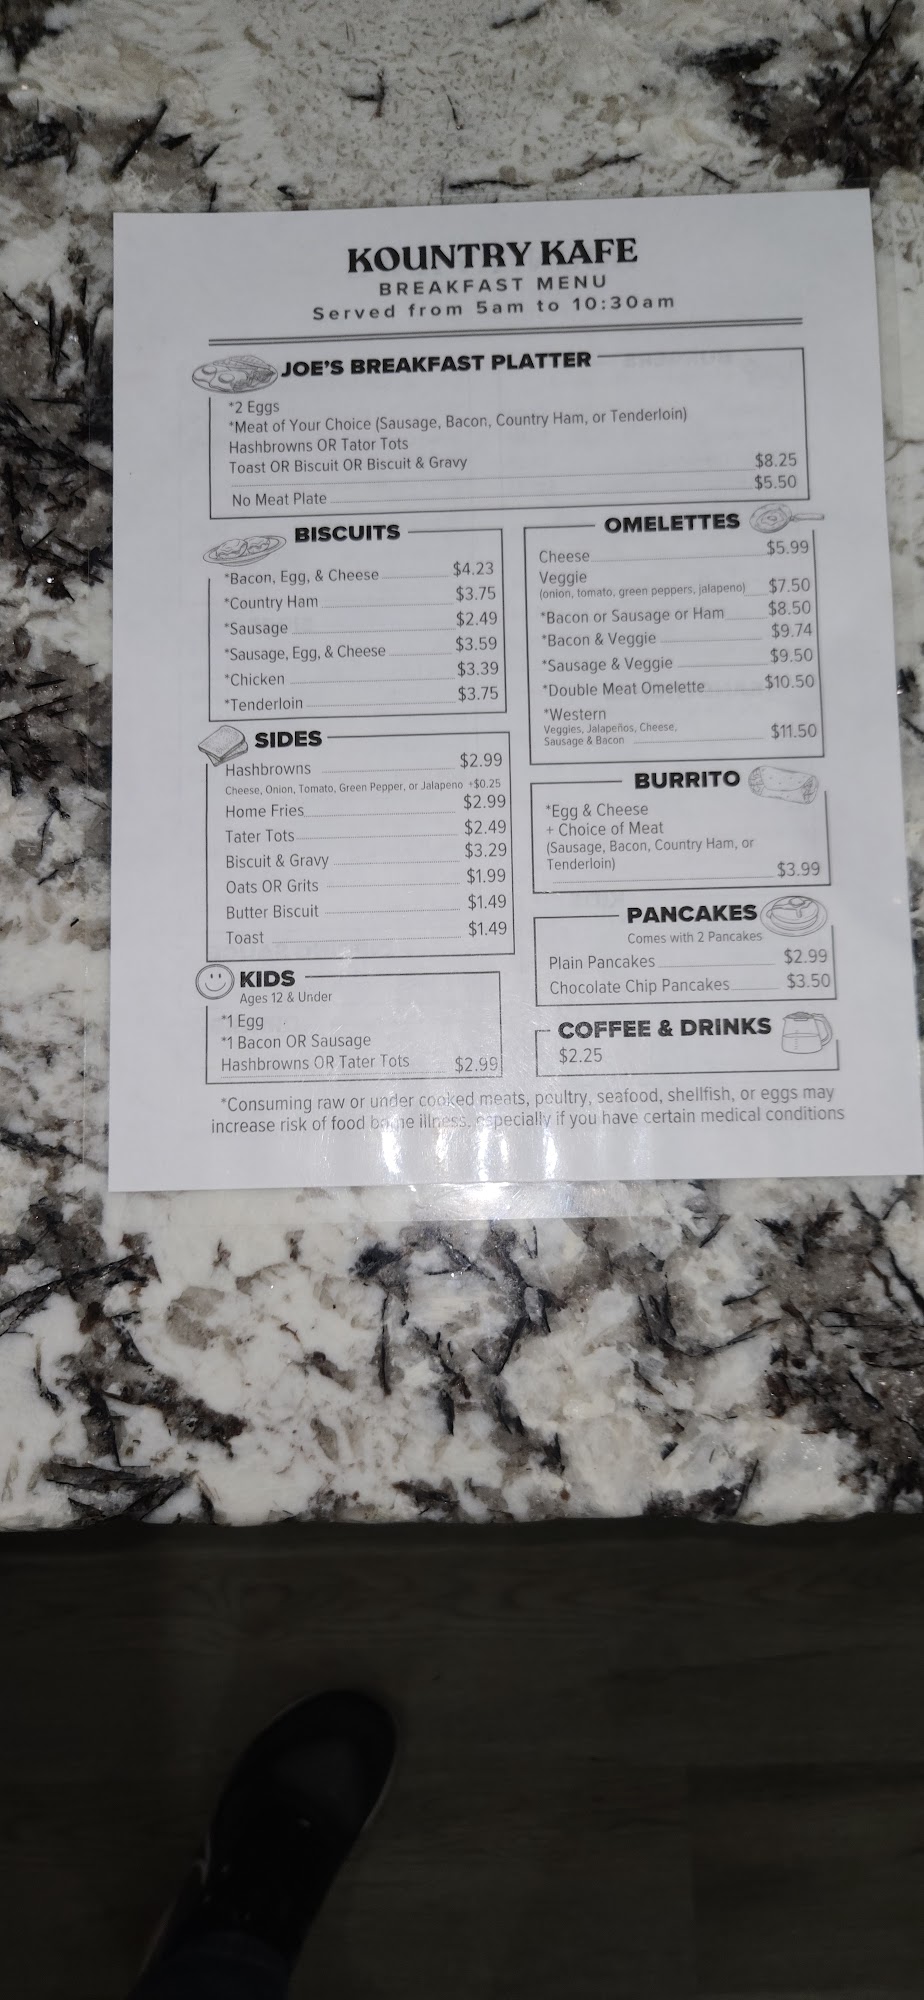 KOUNTRY KAFE
BREAKFAST MENU
Served from 5am to 10:30am
JOE'S BREAKFAST PLATTER
*2 Eggs
*Meat of Your Choice (Sausage, Bacon, Country Ham, or Tenderloin)
Hashbrowns OR Tator Tots
Toast OR Biscuit OR Biscuit & Gravy $8.25
No Meat Plate $5.50
BISCUITS
*Bacon, Egg, & Cheese $4.23
*Country Ham $3.75
*Sausage $2.49
*Sausage, Egg, & Cheese $3.59
*Chicken $3.39
*Tenderloin $3.75
SIDES
Hashbrowns $2.99
Cheese, Onion, Tomato, Green Pepper, or Jalapeno +$0.25
Home Fries $2.99
Tater Tots $2.49
Biscuit & Gravy $3.29
Oats OR Grits $1.99
Butter Biscuit $1.49
Toast $1.49
KIDS
Ages 12 & Under
*1 Egg
*1 Bacon OR Sausage
Hashbrowns OR Tater Tots $2.99
OMELETTES
Cheese $5.99
Veggie
(onion, tomato, green peppers, jalapeno) $7.50
*Bacon or Sausage or Ham $8.50
*Bacon & Veggie $9.74
*Sausage & Veggie $9.50
*Double Meat Omelette $10.50
*Western
Veggies, Jalapeños, Cheese,
Sausage & Bacon $11.50
BURRITO
*Egg & Cheese
+ Choice of Meat
(Sausage, Bacon, Country Ham, or
Tenderloin)
$3.99
PANCAKES
Comes with 2 Pancakes
Plain Pancakes $2.99
Chocolate Chip Pancakes $3.50
COFFEE & DRINKS
$2.25
*Consuming raw or under cooked meats, poultry, seafood, shellfish, or eggs may
increase risk of food borne illness, especially if you have certain medical conditions